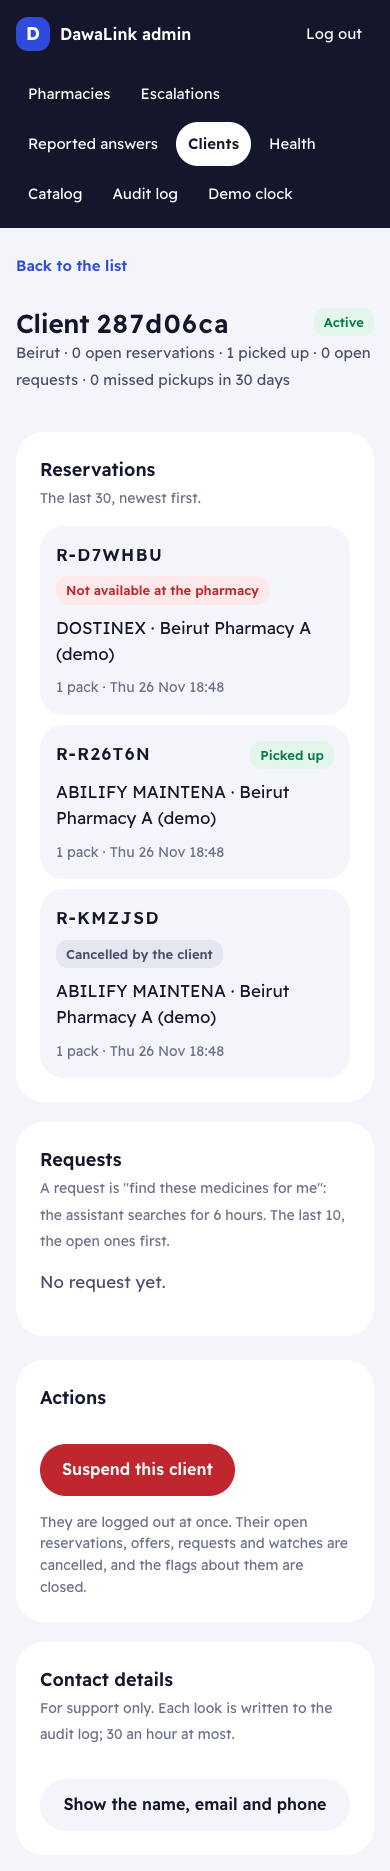 D DawaLink admin Log out
Pharmacies Escalations
Reported answers Clients Health
Catalog Audit log Demo clock
Back to the list
Client 287d06ca Active
Beirut · 0 open reservations · 1 picked up · 0 open
requests · 0 missed pickups in 30 days
Reservations
The last 30, newest first.
R-D7WHBU
Not available at the pharmacy
DOSTINEX · Beirut Pharmacy A
(demo)
1 pack · Thu 26 Nov 18:48
R-R26T6N Picked up
ABILIFY MAINTENA · Beirut
Pharmacy A (demo)
1 pack · Thu 26 Nov 18:48
R-KMZJSD
Cancelled by the client
ABILIFY MAINTENA · Beirut
Pharmacy A (demo)
1 pack · Thu 26 Nov 18:48
Requests
A request is "find these medicines for me":
the assistant searches for 6 hours. The last 10,
the open ones first.
No request yet.
Actions
Suspend this client
They are logged out at once. Their open
reservations, offers, requests and watches are
cancelled, and the flags about them are
closed.
Contact details
For support only. Each look is written to the
audit log; 30 an hour at most.
Show the name, email and phone